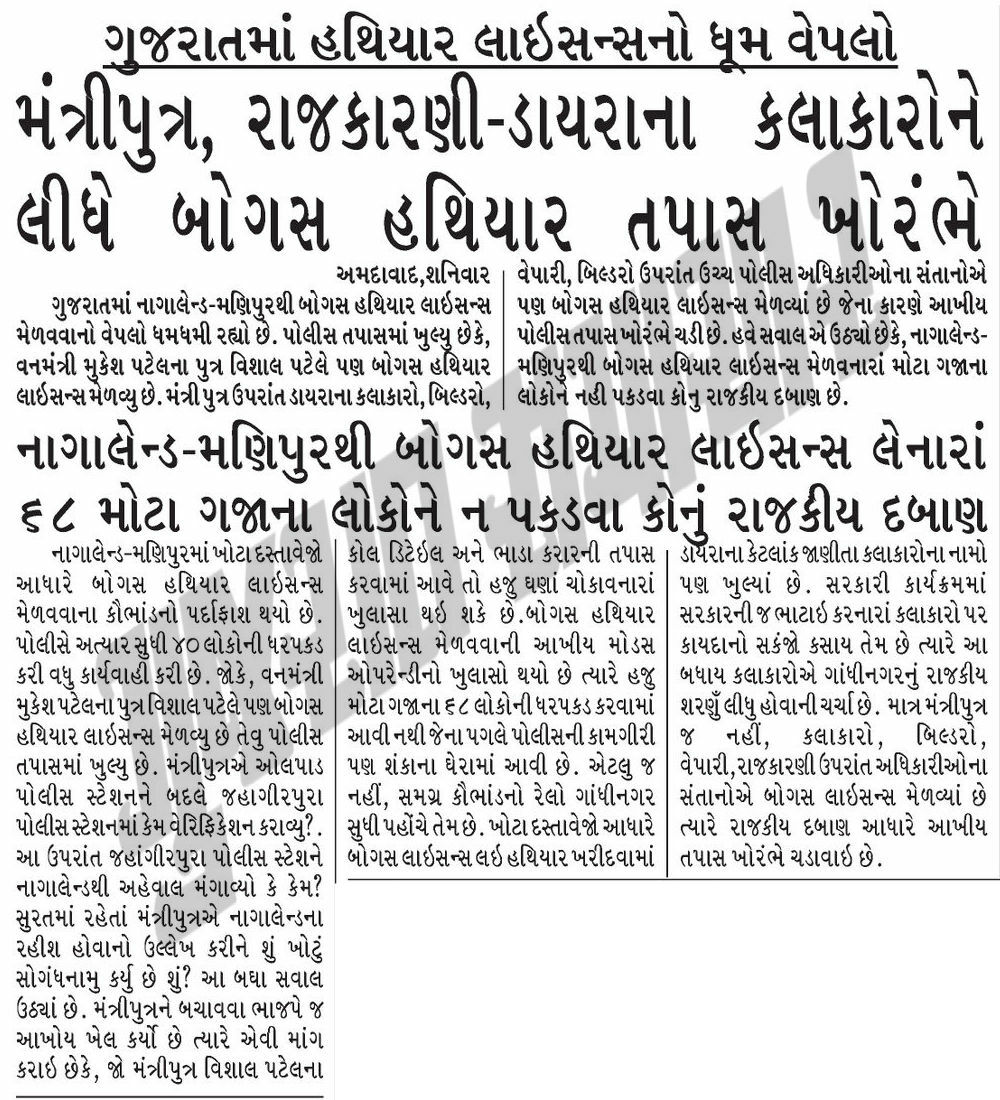 ગુજરાતમાં હથિયાર લાઇસન્સનો ધૂમ વેપલો
મંત્રીપુત્ર, રાજકારણી-ડાયરાના કલાકારોને
લીધે બોગસ હથિયાર તપાસ ખોરંભે
અમદાવાદ,શનિવાર
ગુજરાતમાં નાગાલેન્ડ-મણિપુરથી બોગસ હથિયાર લાઇસન્સ
મેળવવાનો વેપલો ધમધમી રહ્યો છે. પોલીસ તપાસમાં ખુલ્યુ છેકે,
વનમંત્રી મુકેશ પટેલના પુત્ર વિશાલ પટેલે પણ બોગસ હથિયાર
લાઇસન્સ મેળવ્યુ છે. મંત્રીપુત્ર ઉપરાંત ડાયરાના કલાકારો, બિલ્ડરો,
વેપારી, બિલ્ડરો ઉપરાંત ઉચ્ચ પોલીસ અધિકારીઓના સંતાનોએ
પણ બોગસ હથિયાર લાઇસન્સ મેળવ્યાં છે જેના કારણે આખીય
પોલીસ તપાસ ખોરંભે ચડી છે. હવે સવાલ એ ઉઠ્યો છેકે, નાગાલેન્ડ-
મણિપુરથી બોગસ હથિયાર લાઇસન્સ મેળવનારાં મોટા ગજાના
લોકોને નહી પકડવા કોનુ રાજકીય દબાણ છે.
નાગાલેન્ડ-મણિપુરથી બોગસ હથિયાર લાઇસન્સ લેનારાં
૬૮ મોટા ગજાના લોકોને ન પકડવા કોનું રાજકીય દબાણ
નાગાલેન્ડ-મણિપુરમાં ખોટા દસ્તાવેજો
આધારે બોગસ હથિયાર લાઇસન્સ
મેળવવાના કૌભાંડનો પર્દાફાશ થયો છે.
પોલીસે અત્યાર સુધી ૪૦ લોકોની ધરપકડ
કરી વધુ કાર્યવાહી કરી છે. જોકે, વનમંત્રી
મુકેશ પટેલના પુત્ર વિશાલ પટેલે પણ બોગસ
હથિયાર લાઇસન્સ મેળવ્યુ છે તેવુ પોલીસ
તપાસમાં ખુલ્યુ છે. મંત્રીપુત્રએ ઓલપાડ
પોલીસ સ્ટેશનને બદલે જહાગીરપુરા
પોલીસ સ્ટેશનમાં કેમ વેરિફિકેશન કરાવ્યુ?.
આ ઉપરાંત જહાંગીરપુરા પોલીસ સ્ટેશને
નાગાલેન્ડથી અહેવાલ મંગાવ્યો કે કેમ?
સુરતમાં રહેતાં મંત્રીપુત્રએ નાગાલેન્ડના
રહીશ હોવાનો ઉલ્લેખ કરીને શું ખોટું
સોગંધનામુ કર્યુ છે શું? આ બધા સવાલ
ઉઠ્યાં છે. મંત્રીપુત્રને બચાવવા ભાજપે જ
આખોય ખેલ કર્યો છે ત્યારે એવી માંગ
કરાઇ છેકે, જો મંત્રીપુત્ર વિશાલ પટેલના
કોલ ડિટેઇલ અને ભાડા કરારની તપાસ
કરવામાં આવે તો હજુ ઘણાં ચોકાવનારાં
ખુલાસા થઇ શકે છે.બોગસ હથિયાર
લાઇસન્સ મેળવવાની આખીય મોડસ
ઓપરેન્ડીનો ખુલાસો થયો છે ત્યારે હજુ
મોટા ગજાના ૬૮ લોકોની ધરપકડ કરવામાં
આવી નથી જેના પગલે પોલીસની કામગીરી
પણ શંકાના ઘેરામાં આવી છે. એટલુ જ
નહીં, સમગ્ર કૌભાંડનો રેલો ગાંધીનગર
સુધી પહોંચે તેમ છે. ખોટા દસ્તાવેજો આધારે
બોગસ લાઇસન્સ લઇ હથિયાર ખરીદવામાં
ડાયરાના કેટલાંક જાણીતા કલાકારોના નામો
પણ ખુલ્યાં છે. સરકારી કાર્યક્રમમાં
સરકારની જ ભાટાઇ કરનારાં કલાકારો પર
કાયદાનો સકંજો કસાય તેમ છે ત્યારે આ
બધાય કલાકારોએ ગાંધીનગરનું રાજકીય
શરણું લીધુ હોવાની ચર્ચા છે. માત્ર મંત્રીપુત્ર
જ નહીં, કલાકારો, બિલ્ડરો,
વેપારી,રાજકારણી ઉપરાંત અધિકારીઓના
સંતાનોએ બોગસ લાઇસન્સ મેળવ્યાં છે
ત્યારે રાજકીય દબાણ આધારે આખીય
તપાસ ખોરંભે ચડાવાઇ છે.
ગુજરાત સમાચાર